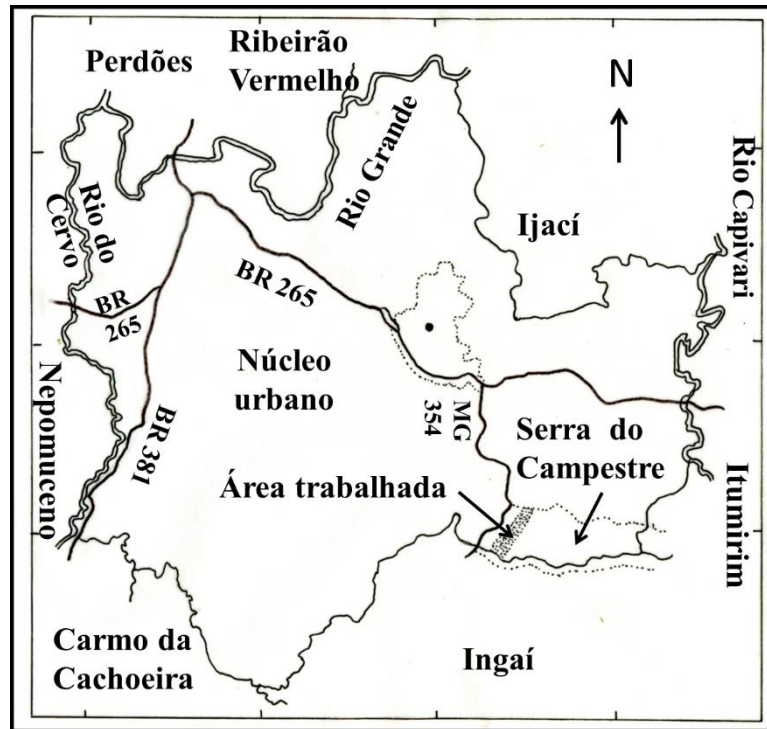 Perdões
Ribeirão
Vermelho
N
Rio Grande
Rio Capivari
Rio do
Cervo
Ijací
BR 265
BR
265
Núcleo
urbano
MG
354
Nepomuceno
BR 381
Serra do
Campestre
Área trabalhada
Itumirim
Carmo da
Cachoeira
Ingaí